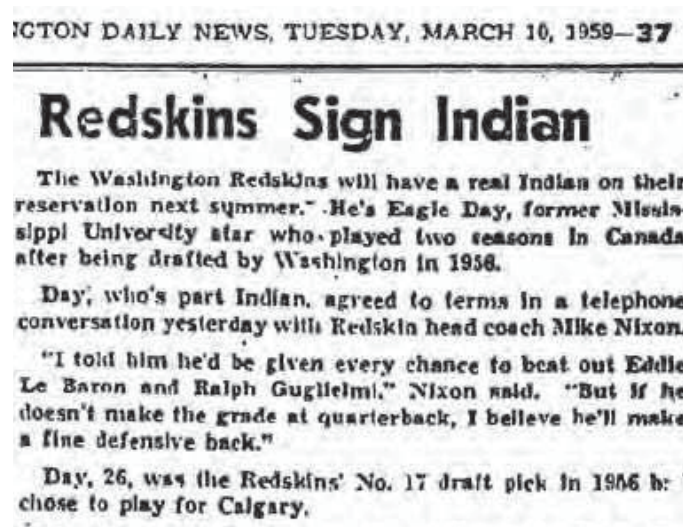 NGTON DAILY NEWS, TUESDAY, MARCH 10, 1959—37
Redskins Sign Indian
The Washington Redskins will have a real Indian on their
reservation next summer. He's Eagle Day, former Missis-
sippi University star who played two seasons in Canada
after being drafted by Washington in 1956.
Day, who's part Indian, agreed to terms in a telephone
conversation yesterday with Redskin head coach Mike Nixon.
"I told him he'd be given every chance to beat out Eddie
Le Baron and Ralph Guglielmi," Nixon said. "But if he
doesn't make the grade at quarterback, I believe he'll make
a fine defensive back."
Day, 26, was the Redskins' No. 17 draft pick in 1956
chose to play for Calgary.